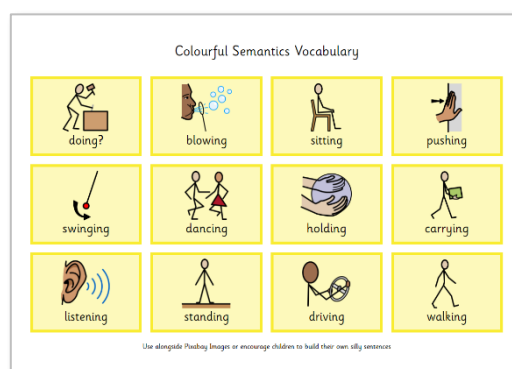 Colourful Semantics Vocabulary
doing? blowing sitting pushing
swinging dancing holding carrying
listening standing driving walking
Use alongside Pixabay Images or encourage children to build their own silly sentences